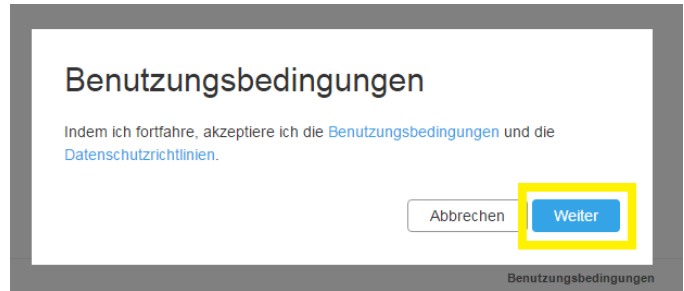 Benutzungsbedingungen
Indem ich fortfahre, akzeptiere ich die Benutzungsbedingungen und die
Datenschutzrichtlinien.
Abbrechen Weiter
Benutzungsbedingungen